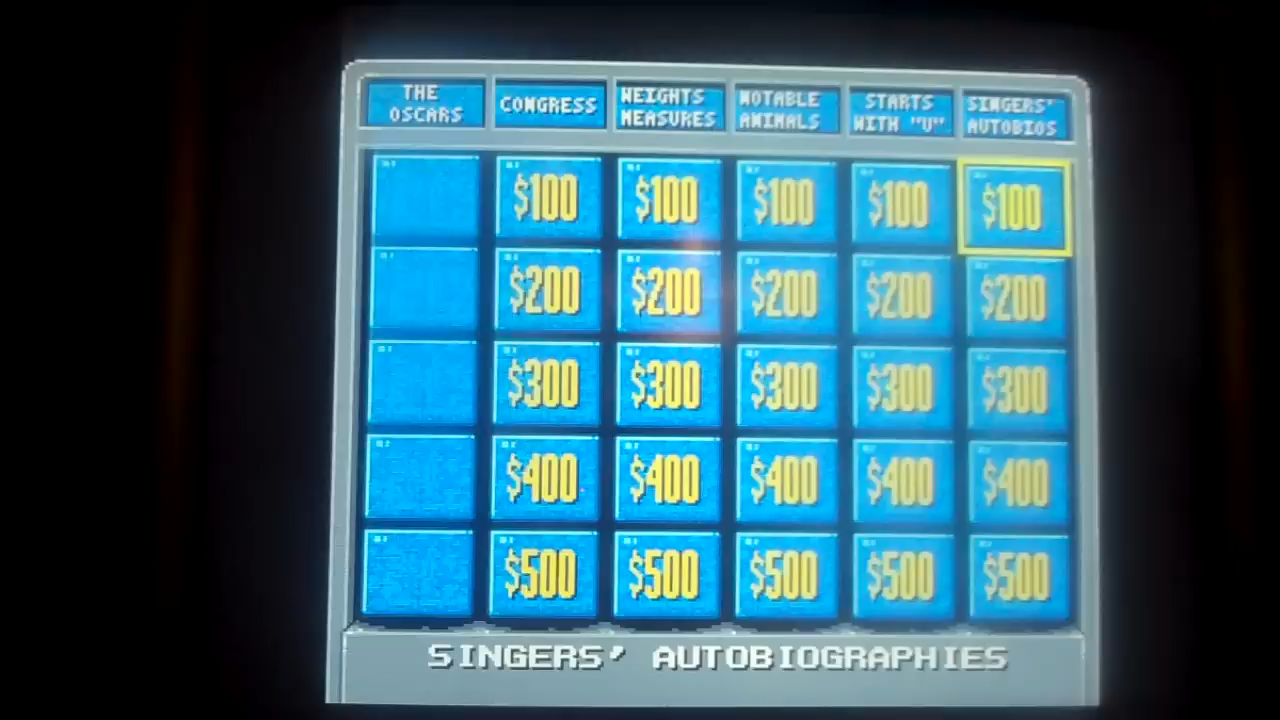 THE
OSCARS
CONGRESS
WEIGHTS
MEASURES
NOTABLE
ANIMALS
STARTS
WITH "U"
SINGERS'
AUTOBIOS
$100 $100 $100 $100 $100
$200 $200 $200 $200 $200
$300 $300 $300 $300 $300
$400 $400 $400 $400 $400
$500 $500 $500 $500 $500
SINGERS' AUTOBIOGRAPHIES